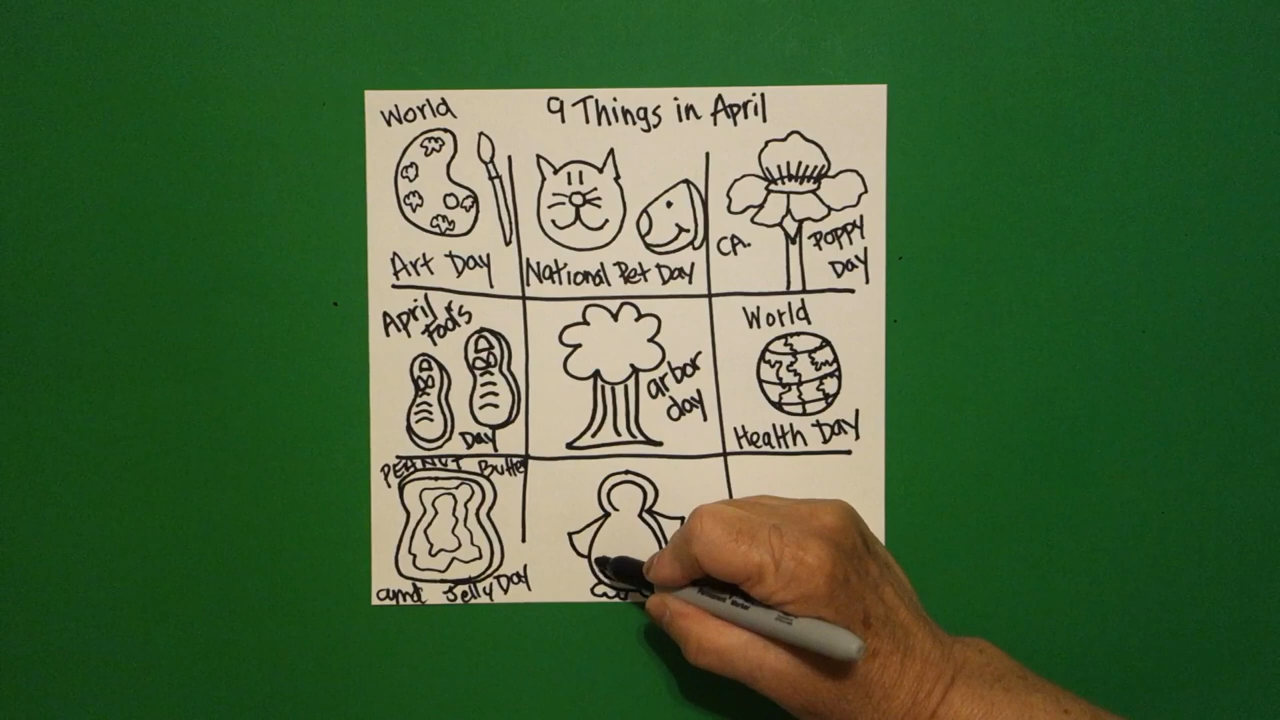 9 Things in April
World
Art Day
National Pet Day
CA. Poppy
Day
April
Fool's
Day
arbor
day
World
Health Day
PEANUT Butter
and Jelly Day